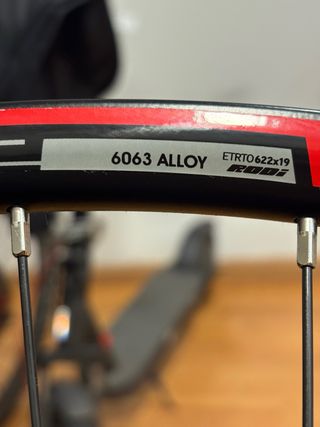 6063 ALLOY
ETRTO 622x19
RODI